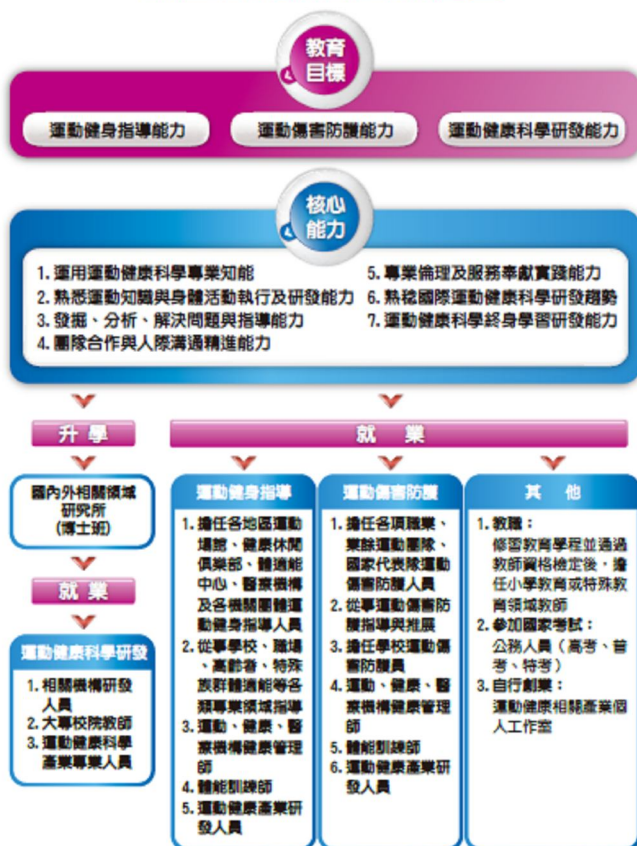 教育
目標
運動健身指導能力
運動傷害防護能力
運動健康科學研發能力
核心
能力
1. 運用運動健康科學專業知能
2. 熟悉運動知識與身體活動執行及研發能力
3. 發掘、分析、解決問題與指導能力
4. 團隊合作與人際溝通精進能力
5. 專業倫理及服務奉獻實踐能力
6. 熟稔國際運動健康科學研發趨勢
7. 運動健康科學終身學習研發能力
升 學
國內外相關領域
研究所
(博士班)
就 業
運動健康科學研發
1. 相關機構研發
人員
2. 大專校院教師
3. 運動健康科學
產業專業人員
就 業
運動健身指導
1. 擔任各地區運動
場館、健康休閒
俱樂部、體適能
中心、醫療機構
及各機關團體運
動健身指導人員
2. 從事學校、職場
、高齡者、特殊
族群體適能等各
類專業領域指導
3. 運動、健康、醫
療機構健康管理
師
4. 體能訓練師
5. 運動健康產業研
發人員
運動傷害防護
1. 擔任各項職業、
業餘運動團隊、
國家代表隊運動
傷害防護人員
2. 從事運動傷害防
護指導與推展
3. 擔任學校運動傷
害防護員
4. 運動、健康、醫
療機構健康管理
師
5. 體能訓練師
6. 運動健康產業研
發人員
其 他
1. 教職：
修習教育學程並通過
教師資格檢定後，擔
任小學教育或特殊教
育領域教師
2. 參加國家考試：
公務人員（高考、普
考、特考）
3. 自行創業：
運動健康相關產業個
人工作室